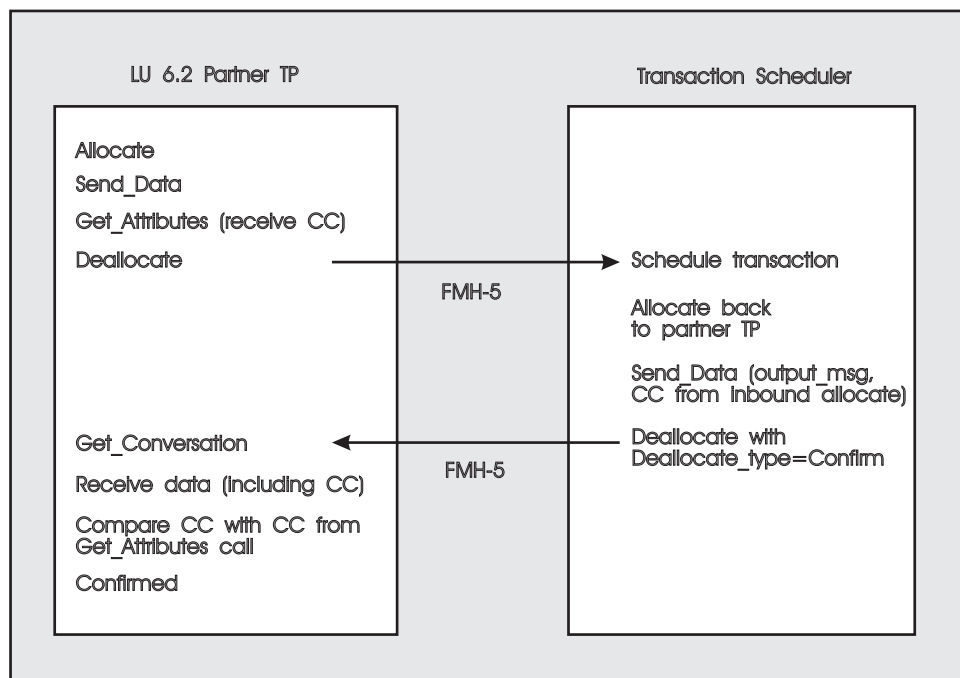 LU 6.2 Partner TP
Transaction Scheduler
Allocate
Send_Data
Get_Attributes (receive CC)
Deallocate
FMH-5
Schedule transaction
Allocate back
to partner TP
Send_Data (output_msg,
CC from inbound allocate)
Get_Conversation
FMH-5
Deallocate with
Deallocate_type=Confirm
Receive data (including CC)
Compare CC with CC from
Get_Attributes call
Confirmed